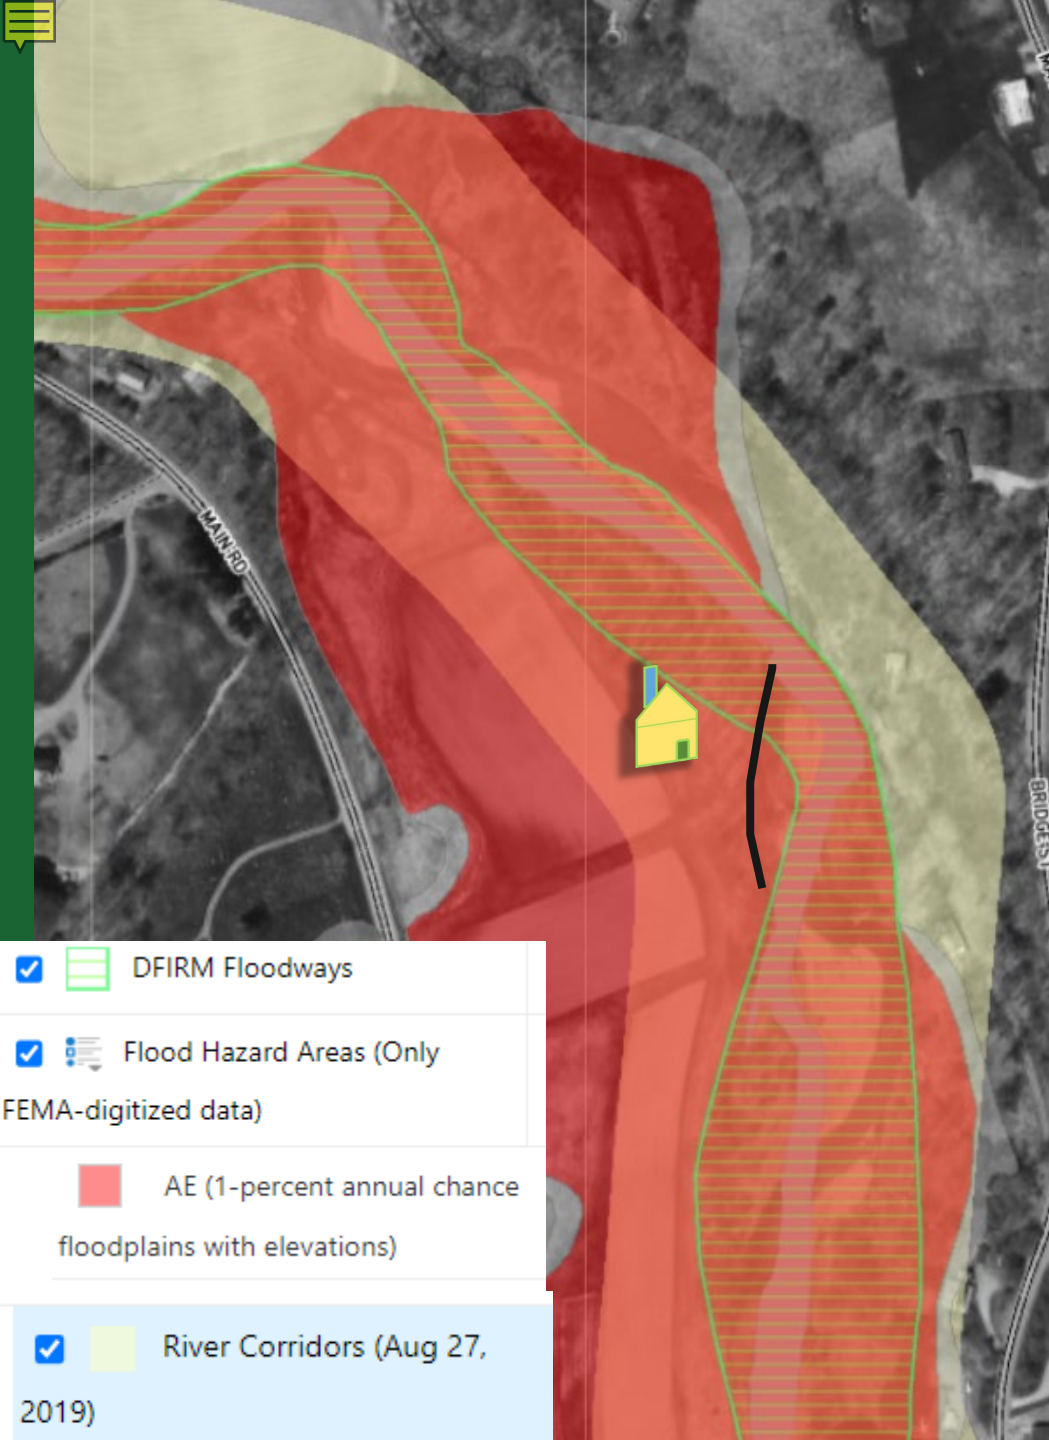 MAIN RD
BRIDGE ST
DFIRM Floodways
Flood Hazard Areas (Only
FEMA-digitized data)
AE (1-percent annual chance
floodplains with elevations)
River Corridors (Aug 27,
2019)